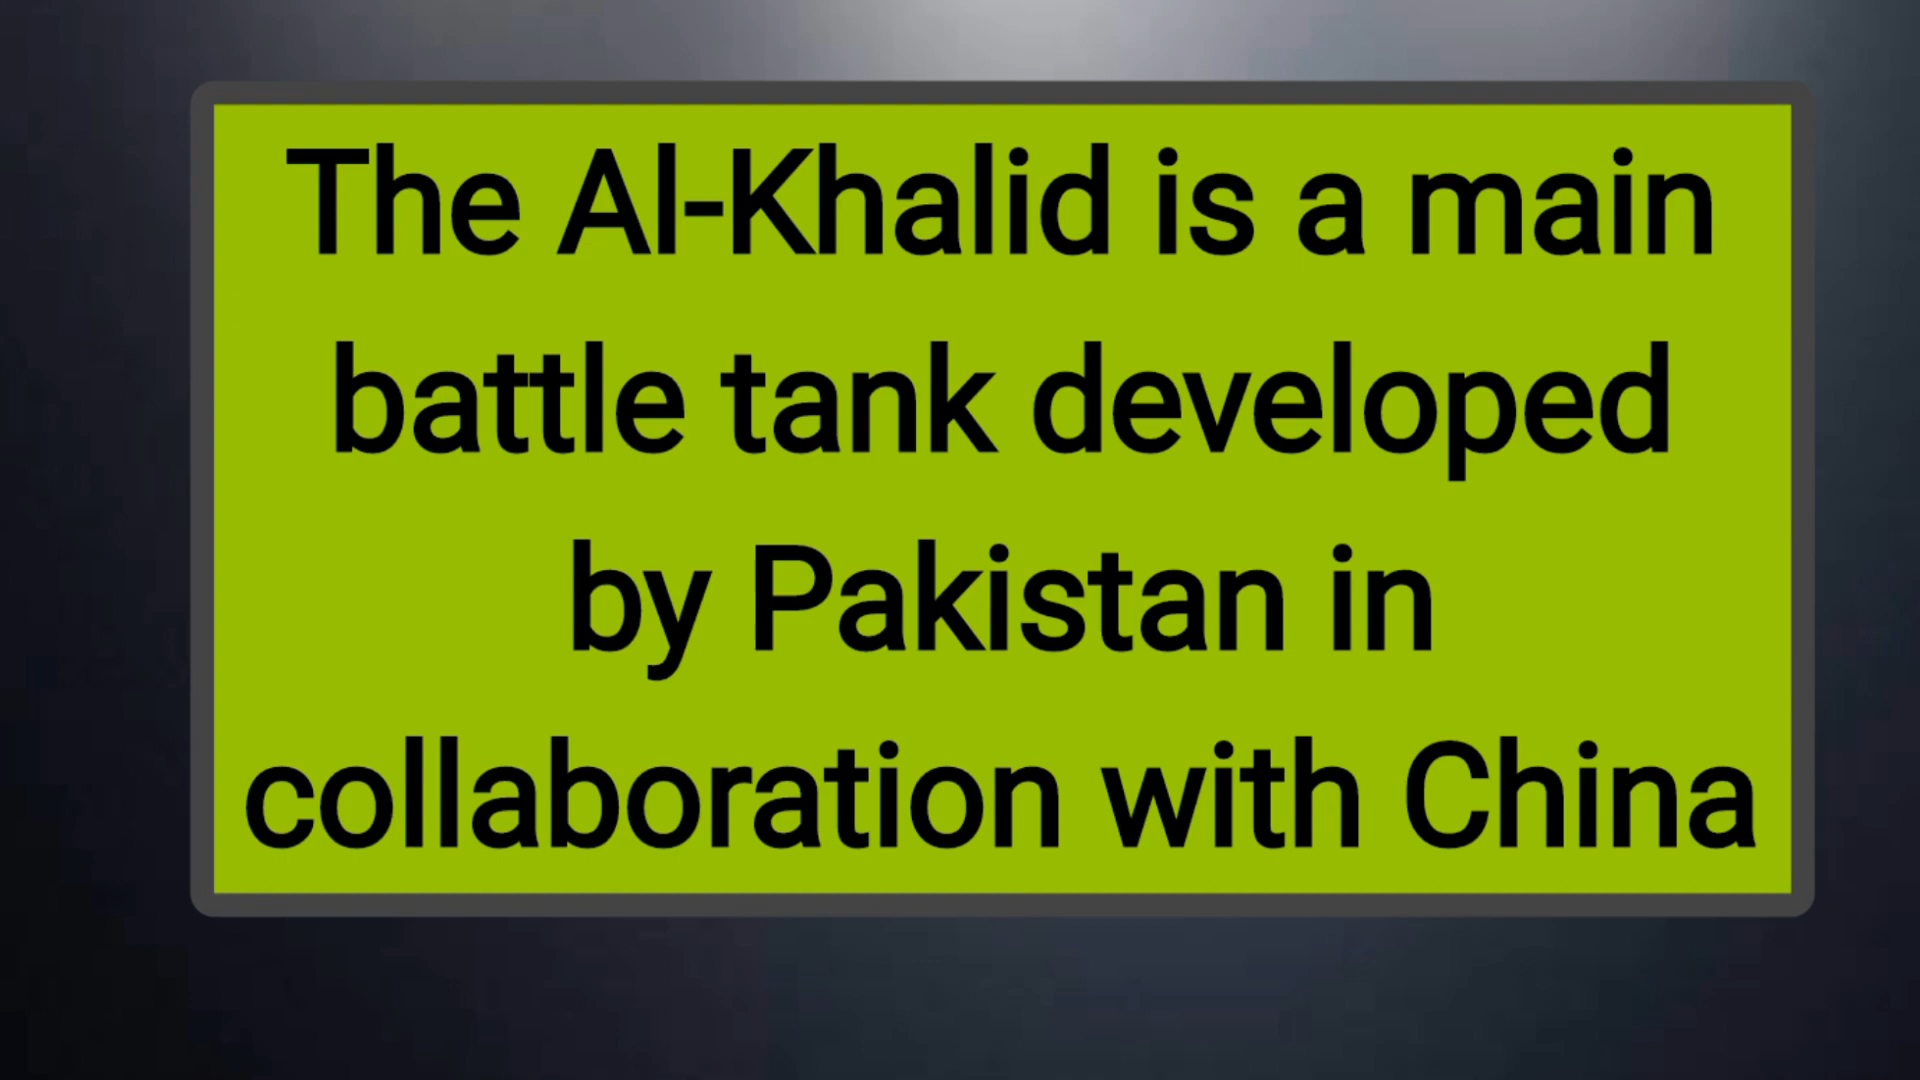 The Al-Khalid is a main
battle tank developed
by Pakistan in
collaboration with China